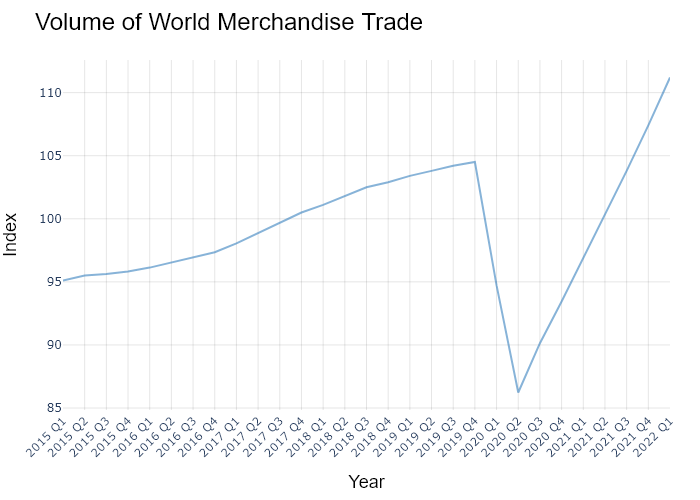 Volume of World Merchandise Trade
Index
110
105
100
95
90
85
2015 Q1
2015 Q2
2015 Q3
2015 Q4
2016 Q1
2016 Q2
2016 Q3
2016 Q4
2017 Q1
2017 Q2
2017 Q3
2017 Q4
2018 Q1
2018 Q2
2018 Q3
2018 Q4
2019 Q1
2019 Q2
2019 Q3
2019 Q4
2020 Q1
2020 Q2
2020 Q3
2020 Q4
2021 Q1
2021 Q2
2021 Q3
2021 Q4
2022 Q1
Year